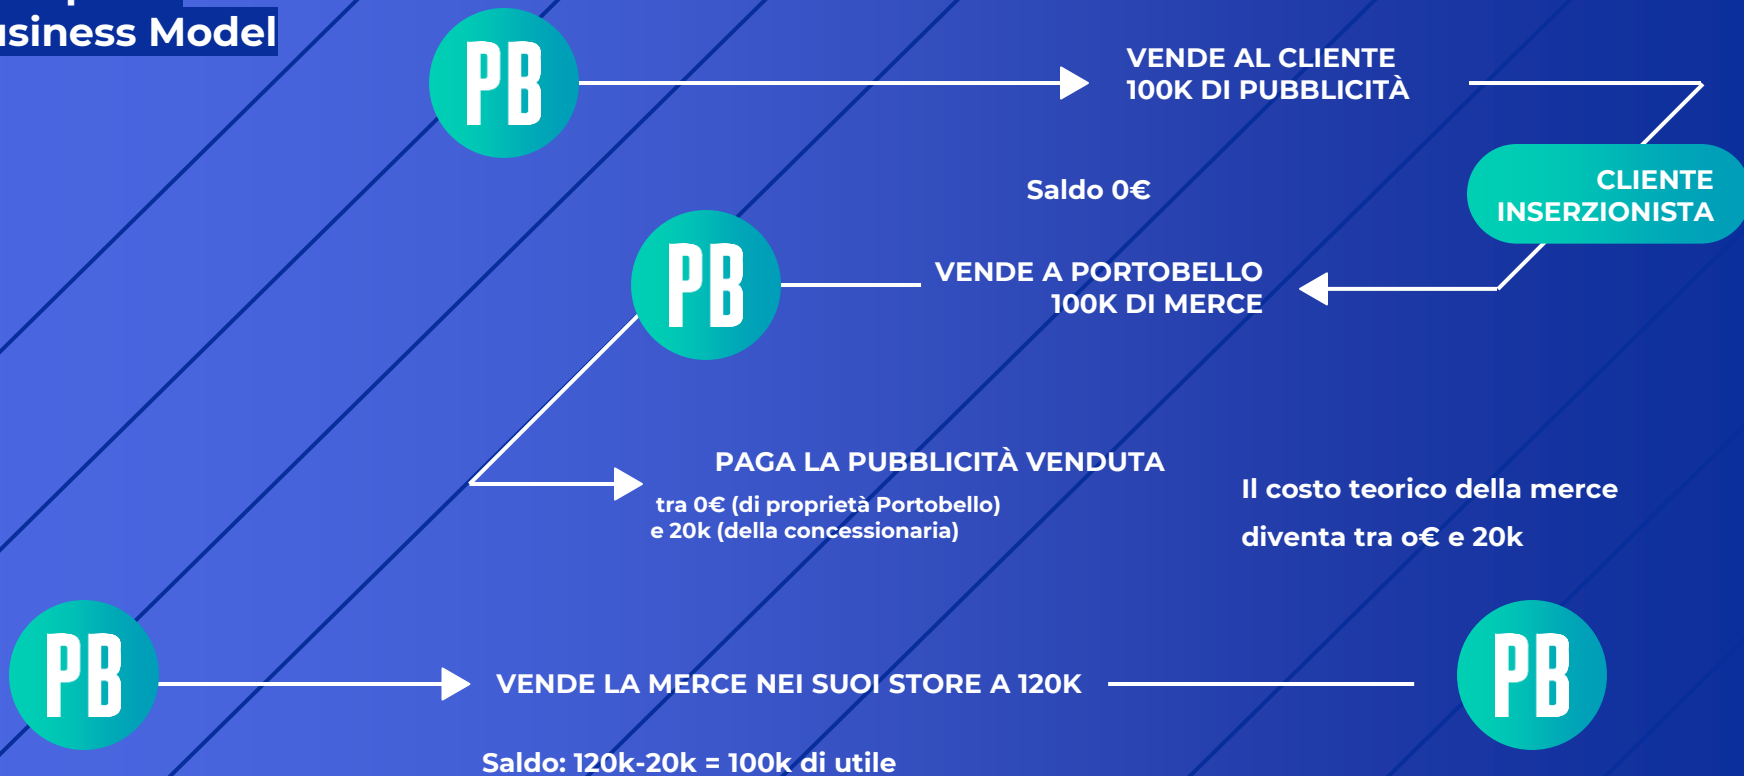 Business Model
PB
VENDE AL CLIENTE
100K DI PUBBLICITÀ
CLIENTE
INSERZIONISTA
Saldo 0€
PB
VENDE A PORTOBELLO
100K DI MERCE
PAGA LA PUBBLICITÀ VENDUTA
tra 0€ (di proprietà Portobello)
e 20k (della concessionaria)
Il costo teorico della merce
diventa tra o€ e 20k
PB
VENDE LA MERCE NEI SUOI STORE A 120K
PB
Saldo: 120k-20k = 100k di utile